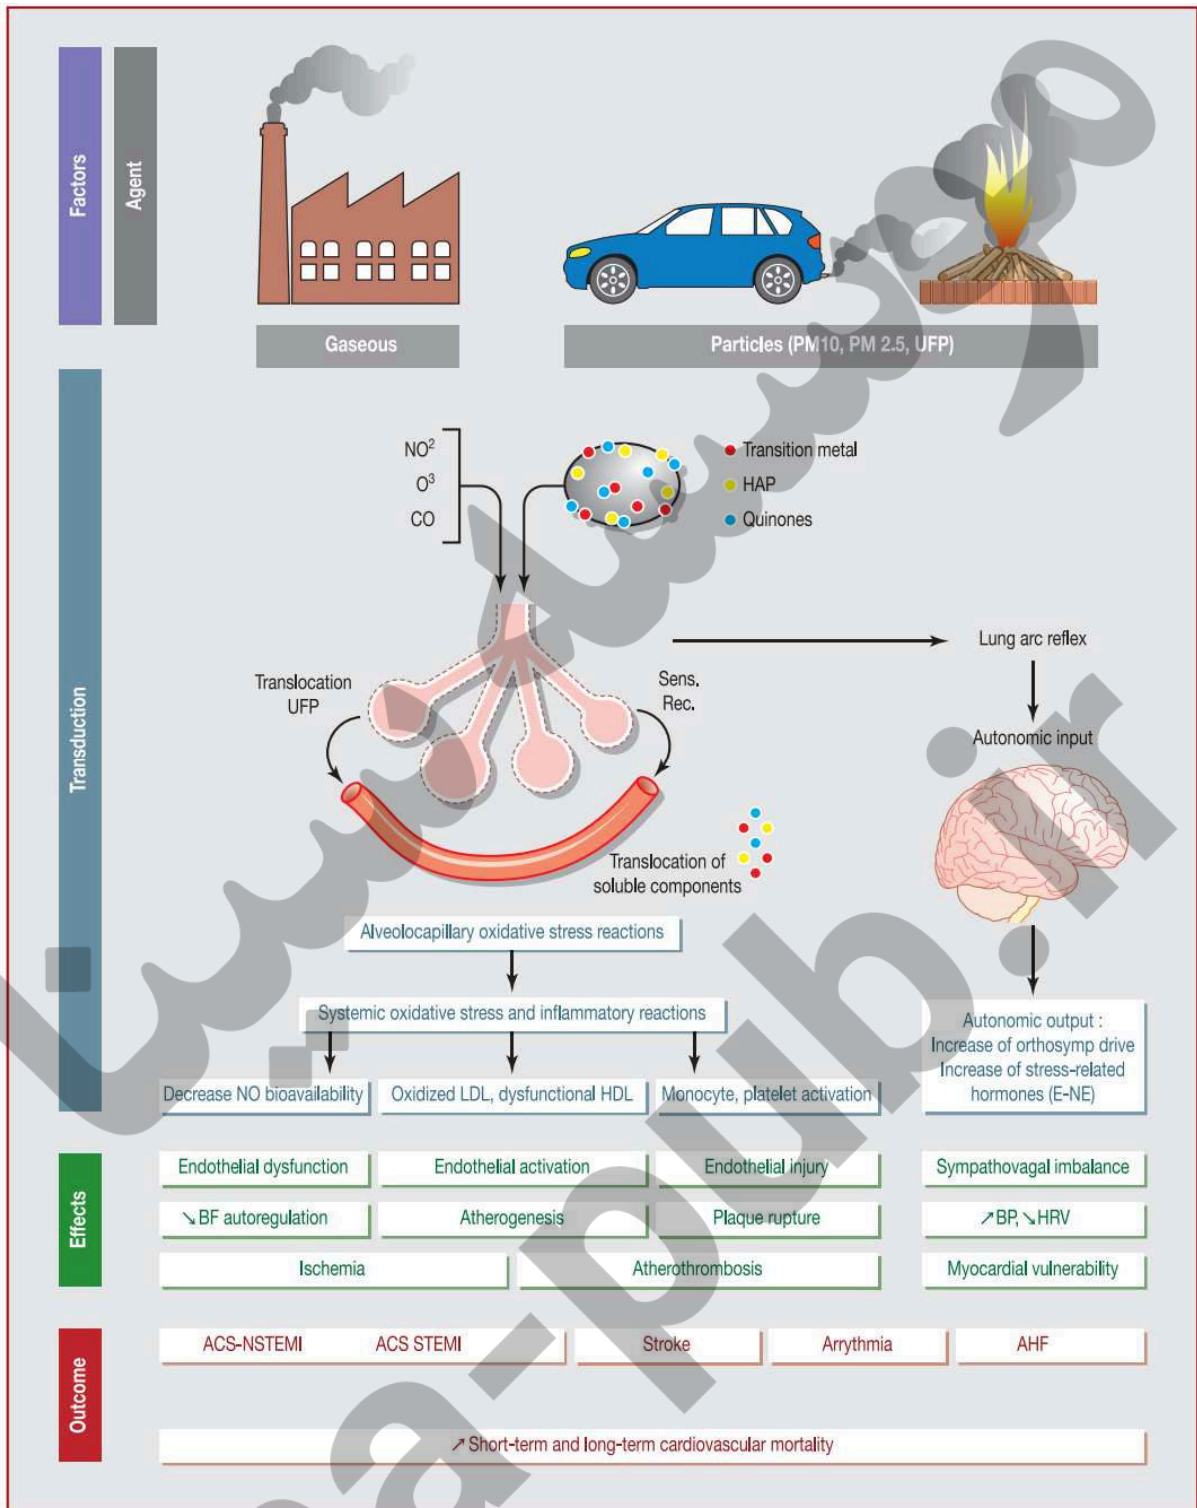 Factors
Agent
Gaseous
Particles (PM10, PM 2.5, UFP)
Transduction
NO²
O³
CO
Transition metal
HAP
Quinones
Translocation
UFP
Sens.
Rec.
Lung arc reflex
Autonomic input
Translocation of
soluble components
Alveolocapillary oxidative stress reactions
Systemic oxidative stress and inflammatory reactions
Decrease NO bioavailability
Oxidized LDL, dysfunctional HDL
Monocyte, platelet activation
Autonomic output :
Increase of orthosymp drive
Increase of stress-related
hormones (E-NE)
Effects
Endothelial dysfunction
Endothelial activation
Endothelial injury
Sympathovagal imbalance
↘ BF autoregulation
Atherogenesis
Plaque rupture
↗ BP, ↘ HRV
Ischemia
Atherothrombosis
Myocardial vulnerability
Outcome
ACS-NSTEMI
ACS STEMI
Stroke
Arrythmia
AHF
↗ Short-term and long-term cardiovascular mortality
a-pub.ir